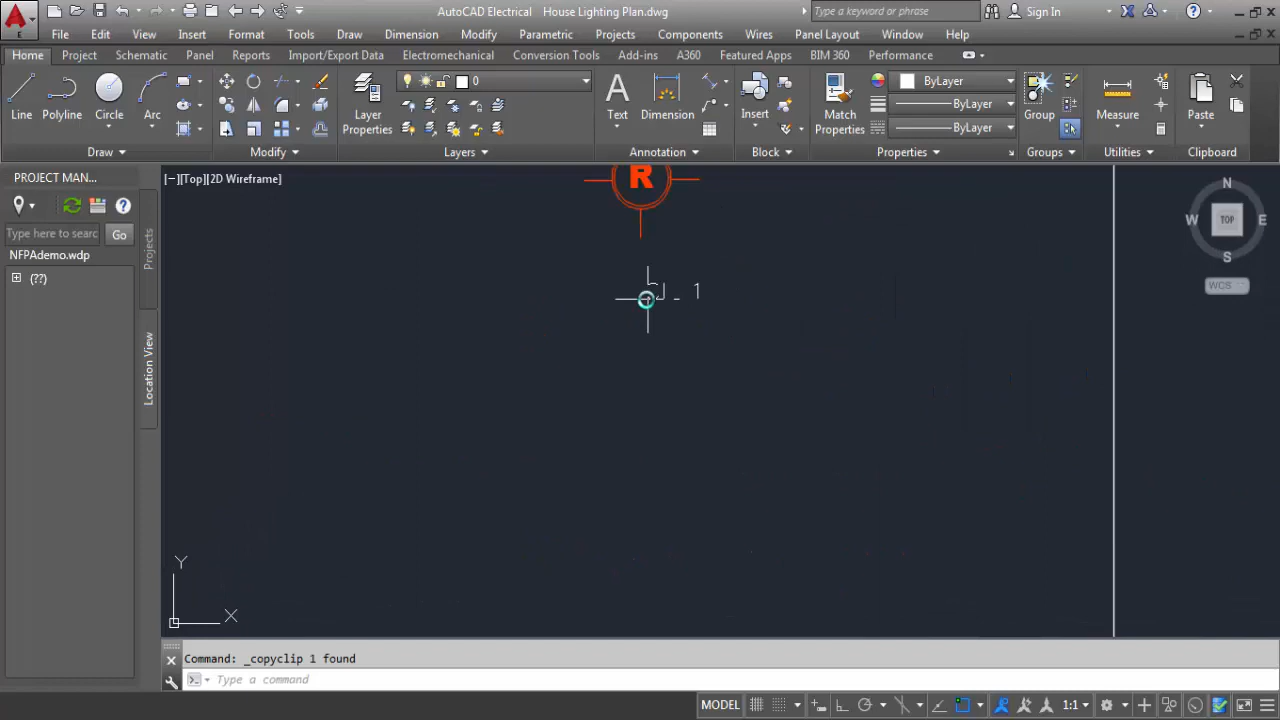 AutoCAD Electrical House Lighting Plan.dwg
Type a keyword or phrase
Sign In
File Edit View Insert Format Tools Draw Dimension Modify Parametric Projects Components Wires Panel Layout Window Help
Home Project Schematic Panel Reports Import/Export Data Electromechanical Conversion Tools Add-ins A360 Featured Apps BIM 360 Performance
0
ByLayer
ByLayer
ByLayer
E
Line Polyline Circle Arc
Layer Properties
Text Dimension
Insert
Match Properties
Group
Measure
Paste
Draw Modify Layers Annotation Block Properties Groups Utilities Clipboard
PROJECT MAN...
[−][Top][2D Wireframe]
R
N
W TOP E
S
WCS
Type here to searc
Go
Projects
NFPAdemo.wdp
(??)
Location View
1
Y
X
Command: _copyclip 1 found
Type a command
MODEL
1:1